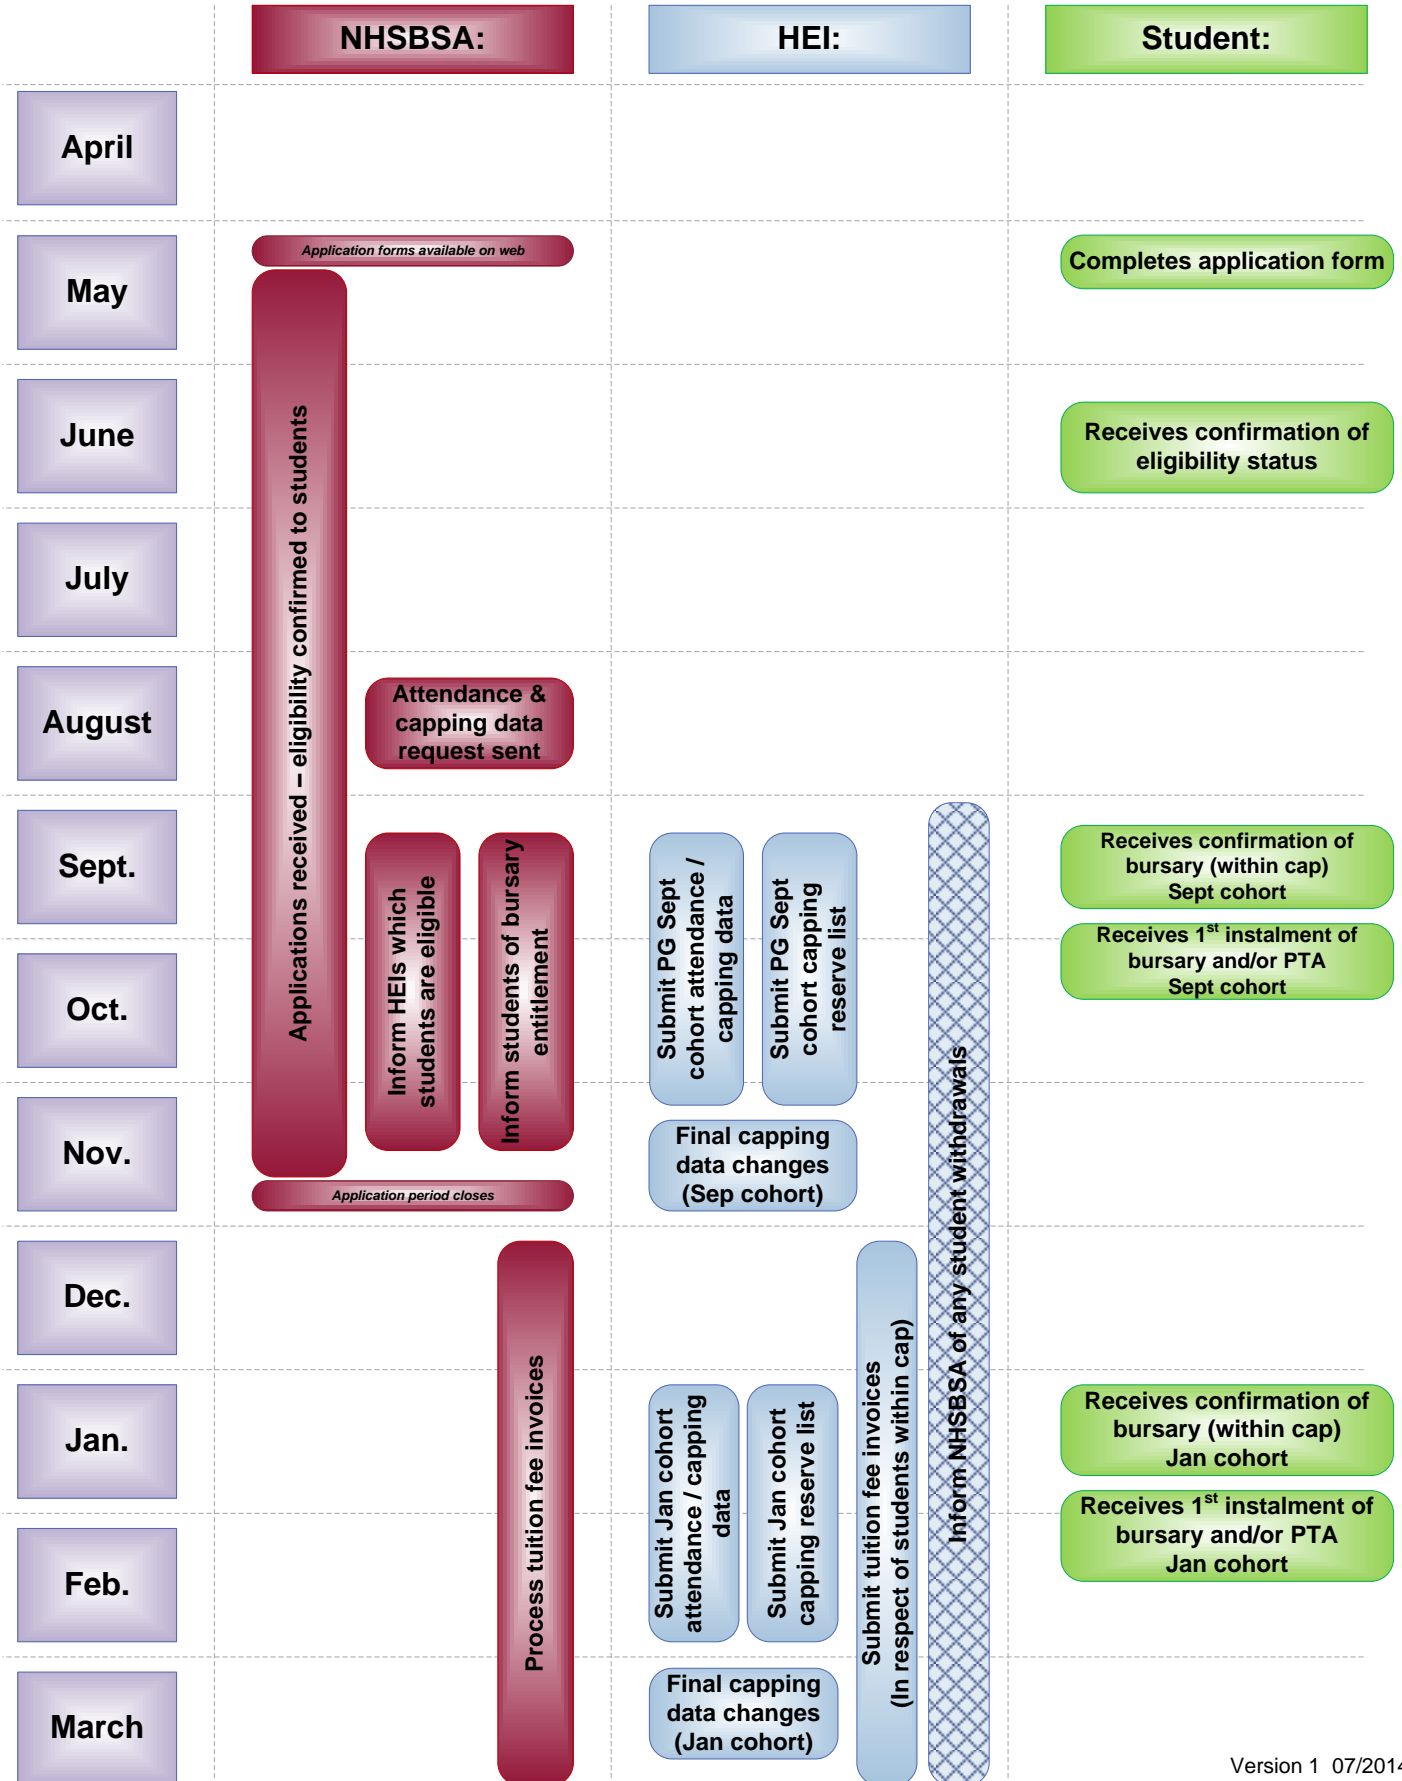 NHSBSA:
HEI:
Student:
April
May
Application forms available on web
Completes application form
Applications received – eligibility confirmed to students
June
Receives confirmation of
eligibility status
July
August
Attendance &
capping data
request sent
Sept.
Inform HEIs which
students are eligible
Inform students of bursary
entitlement
Submit PG Sept
cohort attendance /
capping data
Submit PG Sept
cohort capping
reserve list
Inform NHSBSA of any student withdrawals
Receives confirmation of
bursary (within cap)
Sept cohort
Receives 1st instalment of
bursary and/or PTA
Sept cohort
Oct.
Nov.
Final capping
data changes
(Sep cohort)
Application period closes
Dec.
Process tuition fee invoices
Submit tuition fee invoices
(In respect of students within cap)
Jan.
Submit Jan cohort
attendance / capping
data
Submit Jan cohort
capping reserve list
Receives confirmation of
bursary (within cap)
Jan cohort
Receives 1st instalment of
bursary and/or PTA
Jan cohort
Feb.
March
Final capping
data changes
(Jan cohort)
Version 1 07/2014